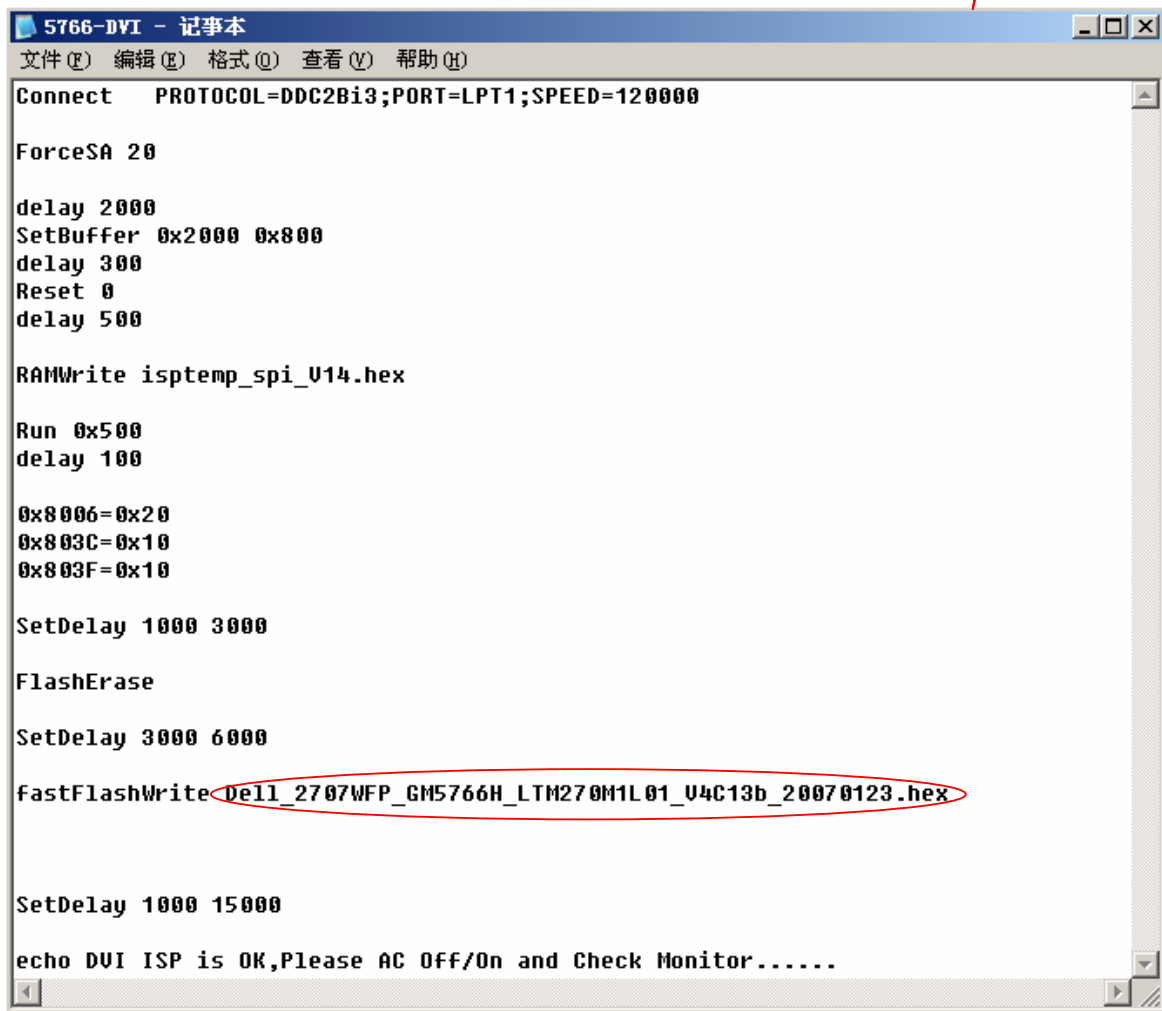 5766-DVI - 记事本
文件(F) 编辑(E) 格式(O) 查看(V) 帮助(H)
Connect   PROTOCOL=DDC2Bi3;PORT=LPT1;SPEED=120000
ForceSA 20
delay 2000
SetBuffer 0x2000 0x800
delay 300
Reset 0
delay 500
RAMWrite isptemp_spi_V14.hex
Run 0x500
delay 100
0x8006=0x20
0x803C=0x10
0x803F=0x10
SetDelay 1000 3000
FlashErase
SetDelay 3000 6000
fastFlashWrite Dell_2707WFP_GM5766H_LTM270M1L01_V4C13b_20070123.hex
SetDelay 1000 15000
echo DVI ISP is OK,Please AC Off/On and Check Monitor......